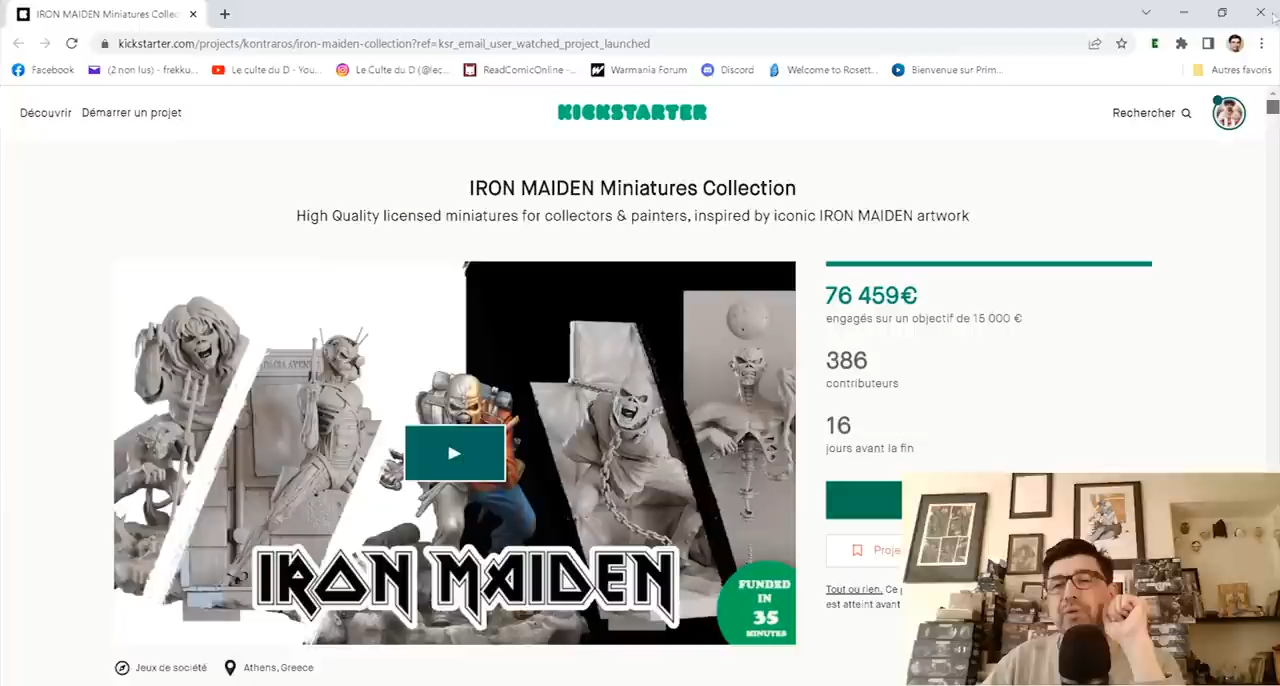 IRON MAIDEN Miniatures Collec
kickstarter.com/projects/kontraros/iron-maiden-collection?ref=ksr_email_user_watched_project_launched
Facebook
(2 non lus) - frekku...
Le culte du D - You...
Le Culte du D (@lec...
ReadComicOnline -...
Warmania Forum
Discord
Welcome to Rosett...
Bienvenue sur Prim...
Autres favoris
Découvrir
Démarrer un projet
KICKSTARTER
Rechercher
IRON MAIDEN Miniatures Collection
High Quality licensed miniatures for collectors & painters, inspired by iconic IRON MAIDEN artwork
76 459€
engagés sur un objectif de 15 000 €
386
contributeurs
16
jours avant la fin
Proje
Tout ou rien. Ce
est atteint avant
IRON MAIDEN
FUNDED
IN
35
MINUTES
Jeux de société
Athens, Greece